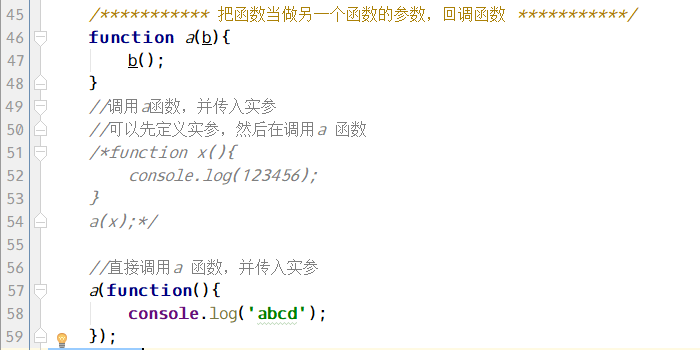 45 /*********** 把函数当做另一个函数的参数，回调函数 ***********/
46 function a(b){
47 b();
48 }
49 //调用a函数，并传入实参
50 //可以先定义实参，然后在调用a 函数
51 /*function x(){
52 console.log(123456);
53 }
54 a(x);*/
55
56 //直接调用a 函数，并传入实参
57 a(function(){
58 console.log('abcd');
59 });